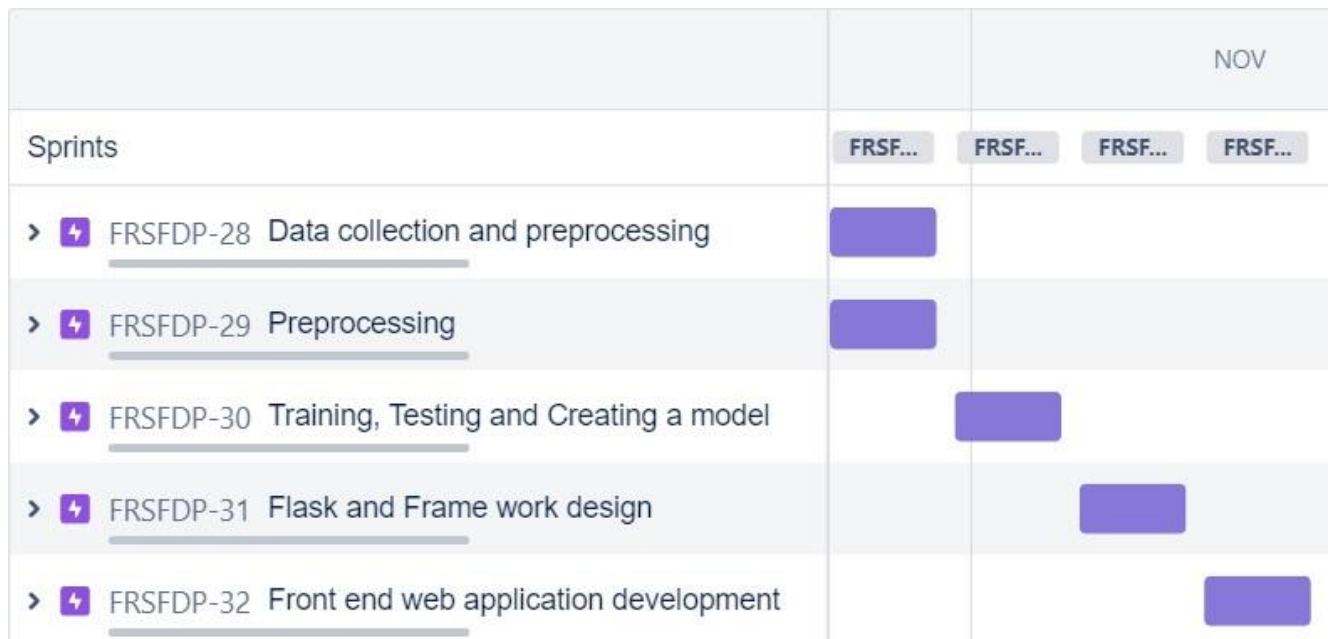 NOV
Sprints FRSF... FRSF... FRSF... FRSF...
FRSFDP-28 Data collection and preprocessing
FRSFDP-29 Preprocessing
FRSFDP-30 Training, Testing and Creating a model
FRSFDP-31 Flask and Frame work design
FRSFDP-32 Front end web application development